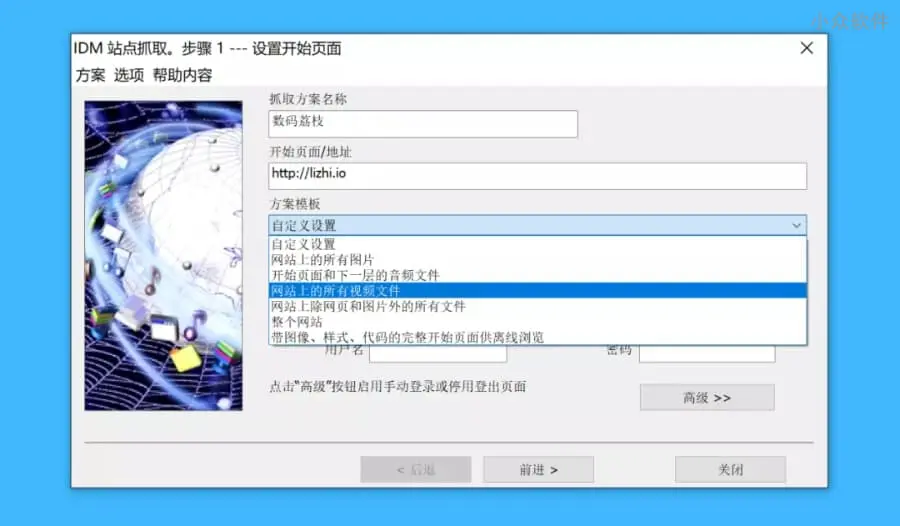 小众软件
IDM 站点抓取。步骤 1 --- 设置开始页面
方案 选项 帮助内容
抓取方案名称
数码荔枝
开始页面/地址
http://lizhi.io
方案模板
自定义设置
自定义设置
网站上的所有图片
开始页面和下一层的音频文件
网站上的所有视频文件
网站上除网页和图片外的所有文件
整个网站
带图像、样式、代码的完整开始页面供离线浏览
用户名 密码
点击“高级”按钮启用手动登录或停用登出页面
高级 >>
< 后退 前进 > 关闭